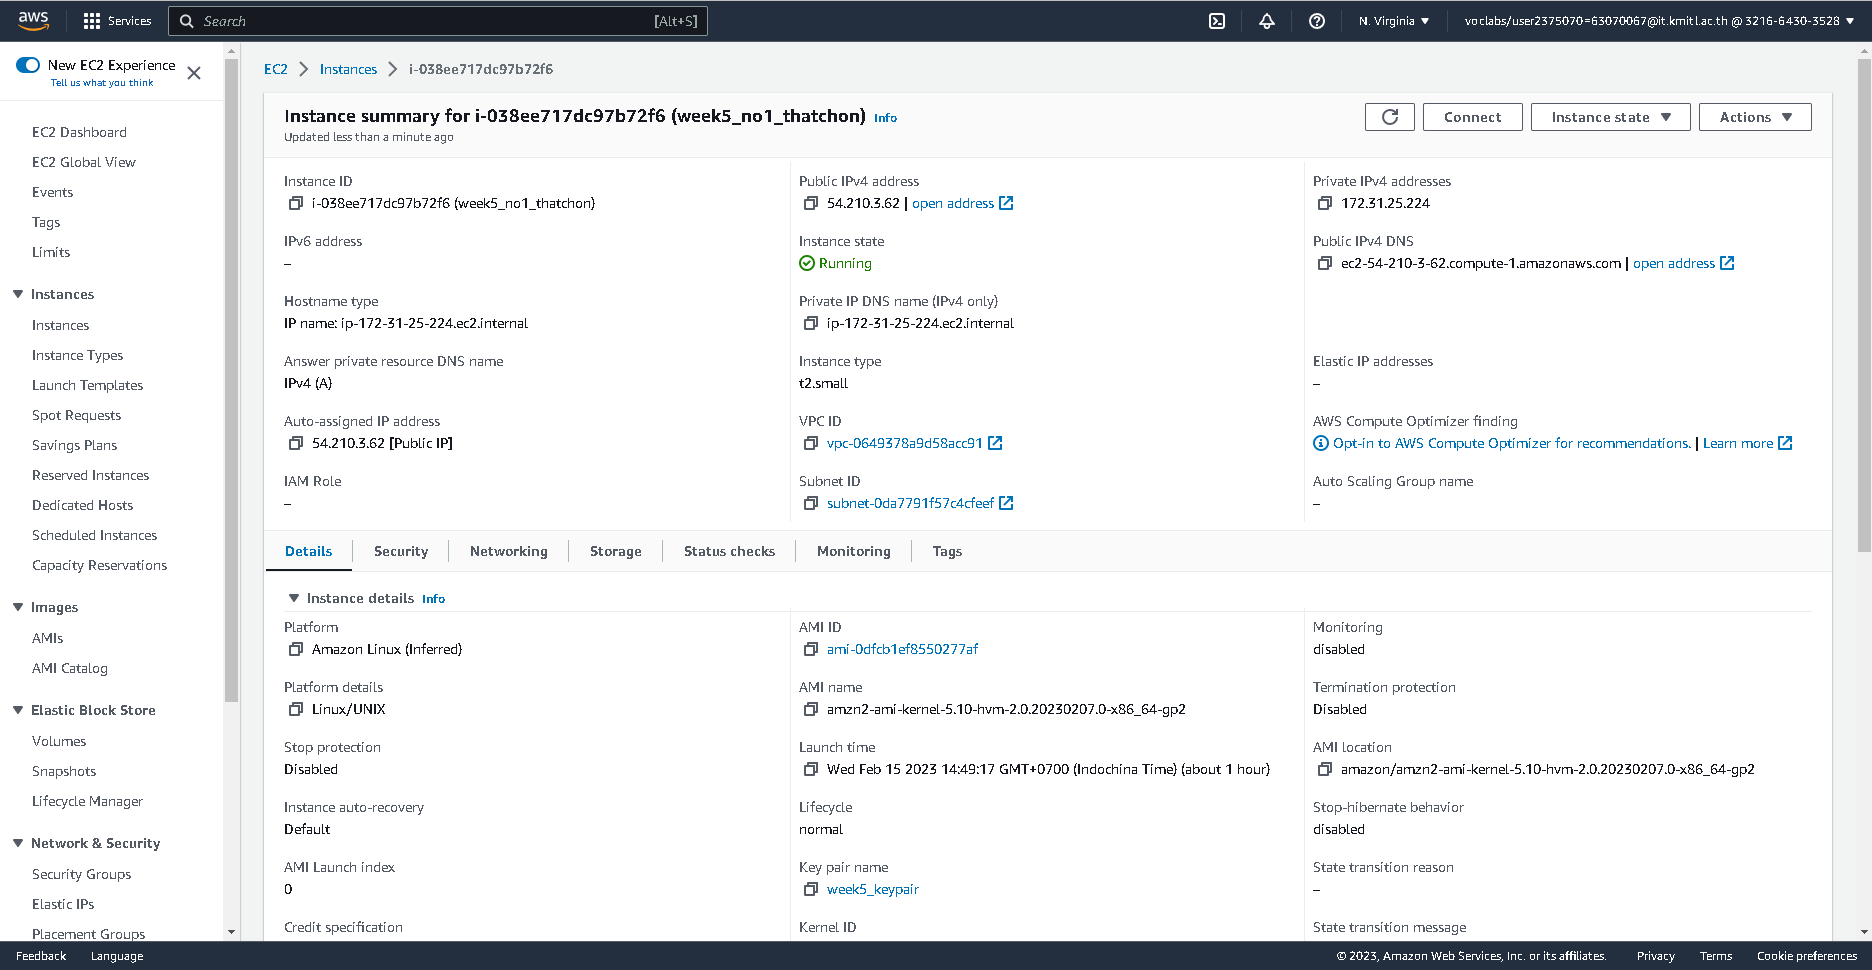 aws
Services
Search
[Alt+S]
N. Virginia
voclabs/user2375070=63070067@it.kmitl.ac.th @ 3216-6430-3528
New EC2 Experience
Tell us what you think
EC2 Dashboard
EC2 Global View
Events
Tags
Limits
Instances
Instances
Instance Types
Launch Templates
Spot Requests
Savings Plans
Reserved Instances
Dedicated Hosts
Scheduled Instances
Capacity Reservations
Images
AMIs
AMI Catalog
Elastic Block Store
Volumes
Snapshots
Lifecycle Manager
Network & Security
Security Groups
Elastic IPs
Placement Groups
EC2 Instances i-038ee717dc97b72f6
Instance summary for i-038ee717dc97b72f6 (week5_no1_thatchon) Info
Updated less than a minute ago
Connect
Instance state
Actions
Instance ID
i-038ee717dc97b72f6 (week5_no1_thatchon)
Public IPv4 address
54.210.3.62 | open address
Private IPv4 addresses
172.31.25.224
IPv6 address
–
Instance state
Running
Public IPv4 DNS
ec2-54-210-3-62.compute-1.amazonaws.com | open address
Hostname type
IP name: ip-172-31-25-224.ec2.internal
Private IP DNS name (IPv4 only)
ip-172-31-25-224.ec2.internal
Answer private resource DNS name
IPv4 (A)
Instance type
t2.small
Elastic IP addresses
–
Auto-assigned IP address
54.210.3.62 [Public IP]
VPC ID
vpc-0649378a9d58acc91
AWS Compute Optimizer finding
Opt-in to AWS Compute Optimizer for recommendations. | Learn more
IAM Role
–
Subnet ID
subnet-0da7791f57c4cfeef
Auto Scaling Group name
–
Details
Security
Networking
Storage
Status checks
Monitoring
Tags
Instance details Info
Platform
Amazon Linux (Inferred)
AMI ID
ami-0dfcb1ef8550277af
Monitoring
disabled
Platform details
Linux/UNIX
AMI name
amzn2-ami-kernel-5.10-hvm-2.0.20230207.0-x86_64-gp2
Termination protection
Disabled
Stop protection
Disabled
Launch time
Wed Feb 15 2023 14:49:17 GMT+0700 (Indochina Time) (about 1 hour)
AMI location
amazon/amzn2-ami-kernel-5.10-hvm-2.0.20230207.0-x86_64-gp2
Instance auto-recovery
Default
Lifecycle
normal
Stop-hibernate behavior
disabled
AMI Launch index
0
Key pair name
week5_keypair
State transition reason
–
Credit specification
Kernel ID
State transition message
Feedback
Language
© 2023, Amazon Web Services, Inc. or its affiliates.
Privacy
Terms
Cookie preferences